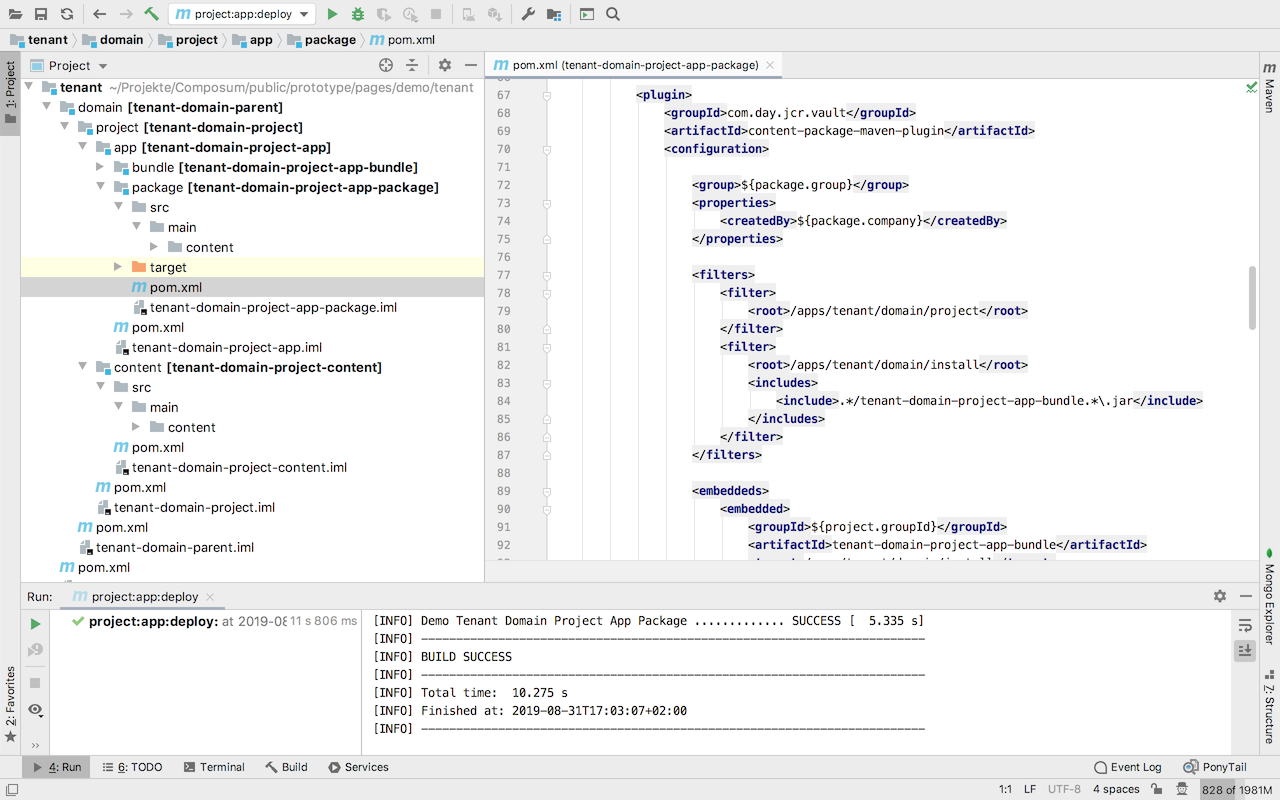 project:app:deploy
tenant domain project app package pom.xml
1: Project
Project
tenant ~/Projekte/Composum/public/prototype/pages/demo/tenant
domain [tenant-domain-parent]
project [tenant-domain-project]
app [tenant-domain-project-app]
bundle [tenant-domain-project-app-bundle]
package [tenant-domain-project-app-package]
src
main
content
target
pom.xml
tenant-domain-project-app-package.iml
pom.xml
tenant-domain-project-app.iml
content [tenant-domain-project-content]
src
main
content
pom.xml
tenant-domain-project-content.iml
pom.xml
tenant-domain-project.iml
pom.xml
tenant-domain-parent.iml
pom.xml
pom.xml (tenant-domain-project-app-package)
67 <plugin>
68 <groupId>com.day.jcr.vault</groupId>
69 <artifactId>content-package-maven-plugin</artifactId>
70 <configuration>
71
72 <group>${package.group}</group>
73 <properties>
74 <createdBy>${package.company}</createdBy>
75 </properties>
76
77 <filters>
78 <filter>
79 <root>/apps/tenant/domain/project</root>
80 </filter>
81 <filter>
82 <root>/apps/tenant/domain/install</root>
83 <includes>
84 <include>.*/tenant-domain-project-app-bundle.*\.jar</include>
85 </includes>
86 </filter>
87 </filters>
88
89 <embeddeds>
90 <embedded>
91 <groupId>${project.groupId}</groupId>
92 <artifactId>tenant-domain-project-app-bundle</artifactId>
Maven
Mongo Explorer
7: Structure
Run: project:app:deploy
2: Favorites
project:app:deploy: at 2019-08 11 s 806 ms
[INFO] Demo Tenant Domain Project App Package ............. SUCCESS [  5.335 s]
[INFO] ------------------------------------------------------------------------
[INFO] BUILD SUCCESS
[INFO] ------------------------------------------------------------------------
[INFO] Total time:  10.275 s
[INFO] Finished at: 2019-08-31T17:03:07+02:00
[INFO] ------------------------------------------------------------------------
4: Run 6: TODO Terminal Build Services Event Log PonyTail
1:1 LF UTF-8 4 spaces 828 of 1981M